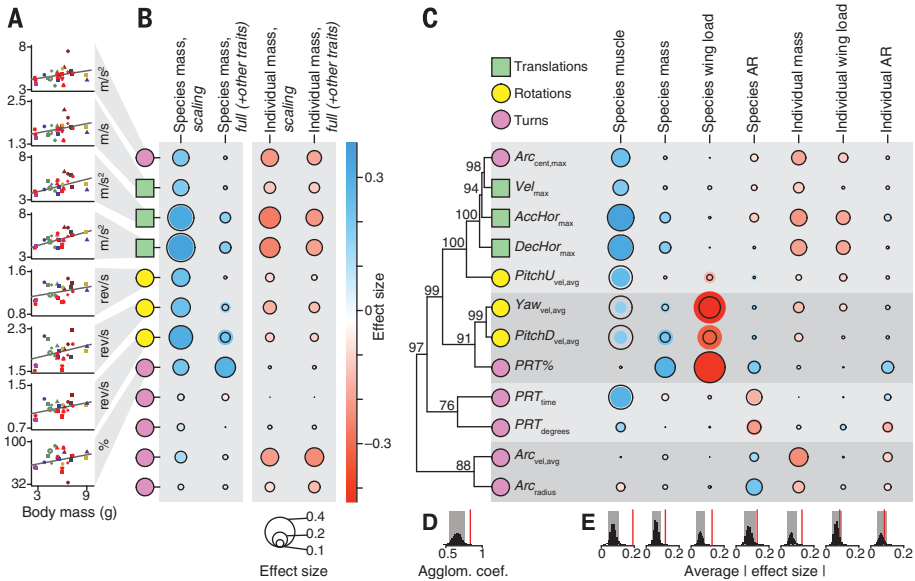 A
B
C
Species mass,
scaling
Species mass,
full (+other traits)
Individual mass,
scaling
Individual mass,
full (+other traits)
Translations
Rotations
Turns
Species muscle
Species mass
Species wing load
Species AR
Individual mass
Individual wing load
Individual AR
8
3
m/s²
2.5
1.3
m/s
8
3
m/s²
8
3
m/s²
1.6
0.8
rev/s
2.3
1.5
rev/s
1.5
0.7
rev/s
100
32
%
3
9
Body mass (g)
0.3
0
−0.3
Effect size
0.4
0.2
0.1
Effect size
98
94
100
100
99
99
91
97
76
88
Arc cent,max
Vel max
AccHor max
DecHor max
PitchU vel,avg
Yaw vel,avg
PitchD vel,avg
PRT%
PRT time
PRT degrees
Arc vel,avg
Arc radius
D
0.5 1
Agglom. coef.
E
0 0.2 0 0.2 0 0.2 0 0.2 0 0.2 0 0.2 0 0.2
Average | effect size |